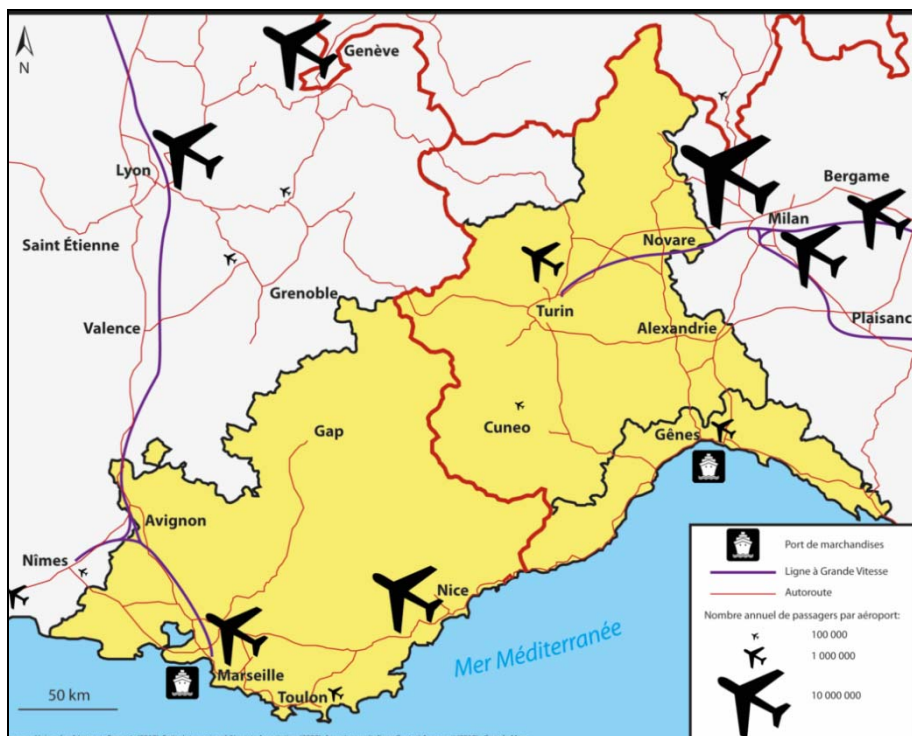 Genève
N
Lyon
Bergame
Milan
Saint Étienne
Novare
Grenoble
Turin
Valence
Alexandrie
Plaisanc
Gap
Cuneo
Gênes
Avignon
Nîmes
Nice
Mer Méditerranée
Marseille
Toulon
50 km
Port de marchandises
Ligne à Grande Vitesse
Autoroute
Nombre annuel de passagers par aéroport:
100 000
1 000 000
10 000 000